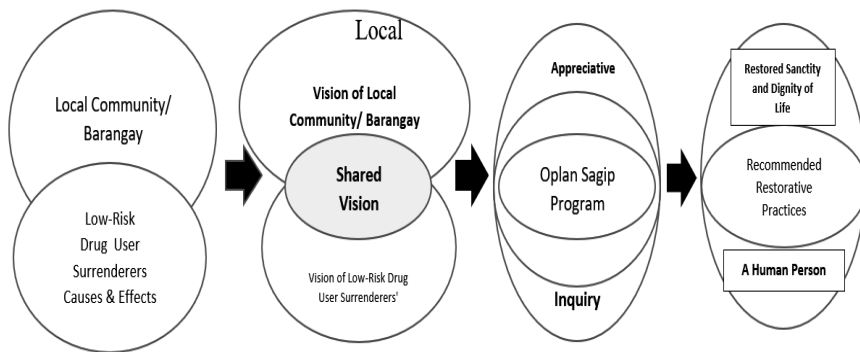 Local Community/
Barangay
Low-Risk
Drug User
Surrenderers
Causes & Effects
Local
Vision of Local
Community/ Barangay
Shared
Vision
Vision of Low-Risk Drug
User Surrenderers'
Appreciative
Oplan Sagip
Program
Inquiry
Restored Sanctity
and Dignity of
Life
Recommended
Restorative
Practices
A Human Person